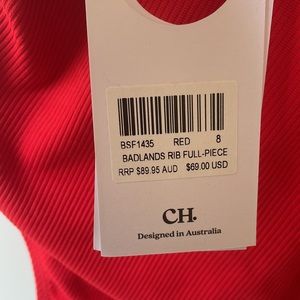 BSF1435 RED 8
BADLANDS RIB FULL-PIECE
RRP $89.95 AUD $69.00 USD
CH.
Designed in Australia